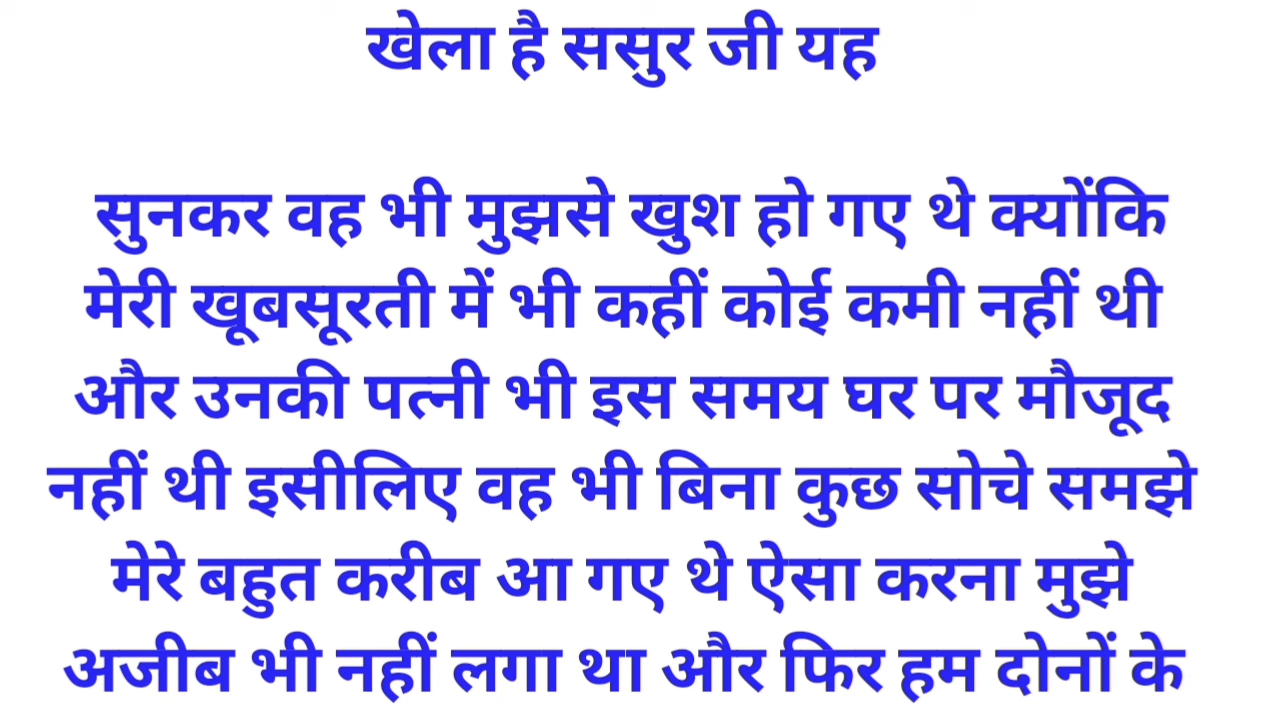 खेला है ससुर जी यह
सुनकर वह भी मुझसे खुश हो गए थे क्योंकि
मेरी खूबसूरती में भी कहीं कोई कमी नहीं थी
और उनकी पत्नी भी इस समय घर पर मौजूद
नहीं थी इसीलिए वह भी बिना कुछ सोचे समझे
मेरे बहुत करीब आ गए थे ऐसा करना मुझे
अजीब भी नहीं लगा था और फिर हम दोनों के